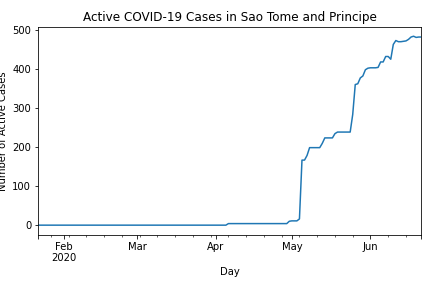 Active COVID-19 Cases in Sao Tome and Principe
Number of Active Cases
500
400
300
200
100
0
Feb
2020
Mar
Apr
May
Jun
Day